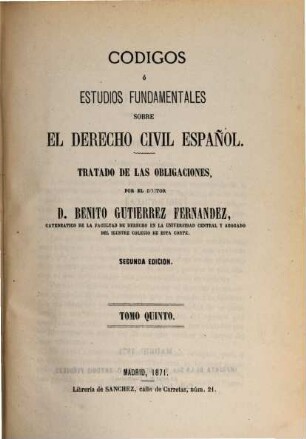 CODIGOS
ó
ESTUDIOS FUNDAMENTALES
SOBRE
EL DERECHO CIVIL ESPAÑOL.
TRATADO DE LAS OBLIGACIONES,
POR EL DOCTOR
D. BENITO GUTIERREZ FERNANDEZ,
CATEDRATICO DE LA FACULTAD DE DERECHO EN LA UNIVERSIDAD CENTRAL Y ABOGADO
DEL ILUSTRE COLEGIO DE ESTA CORTE.
SEGUNDA EDICION.
TOMO QUINTO.
MADRID, 1871.
Librería de SANCHEZ, calle de Carretas, núm. 21.